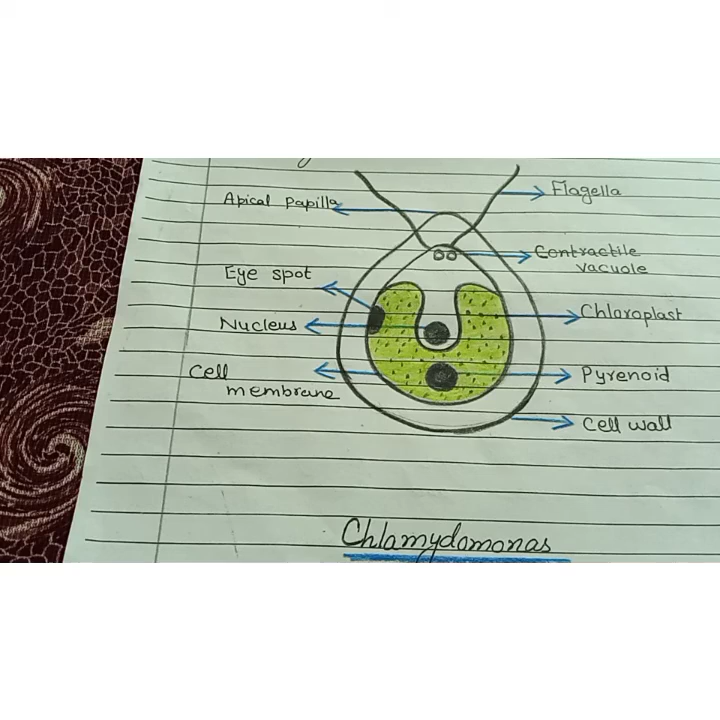 Flagella
Apical papilla
Contractile
vacuole
Eye spot
Chloroplast
Nucleus
Cell
membrane
Pyrenoid
Cell wall
Chlamydomonas